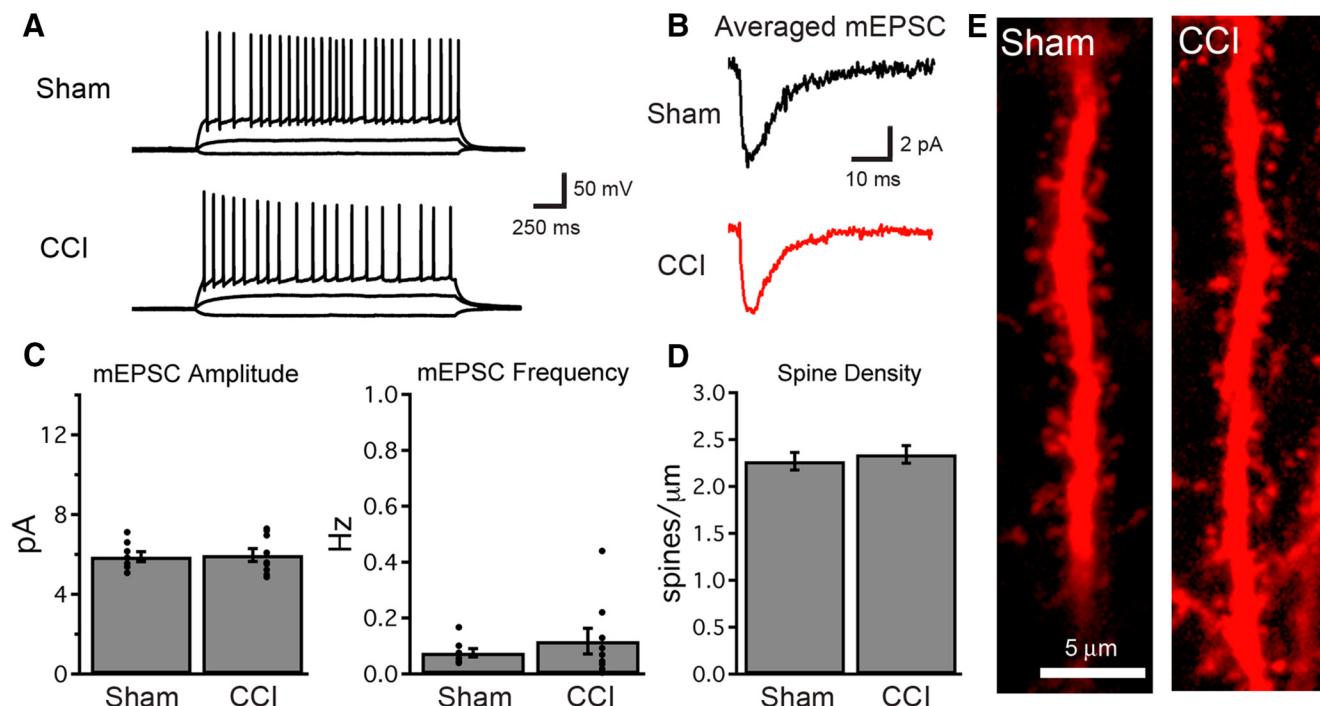 A
Sham
CCI
50 mV
250 ms
B
Averaged mEPSC
Sham
2 pA
10 ms
CCI
C
mEPSC Amplitude
pA
12
8
4
0
Sham
CCI
mEPSC Frequency
Hz
1.0
0.8
0.6
0.4
0.2
0.0
Sham
CCI
D
Spine Density
spines/μm
3.0
2.5
2.0
1.5
1.0
0.5
0.0
Sham
CCI
E
Sham
CCI
5 μm